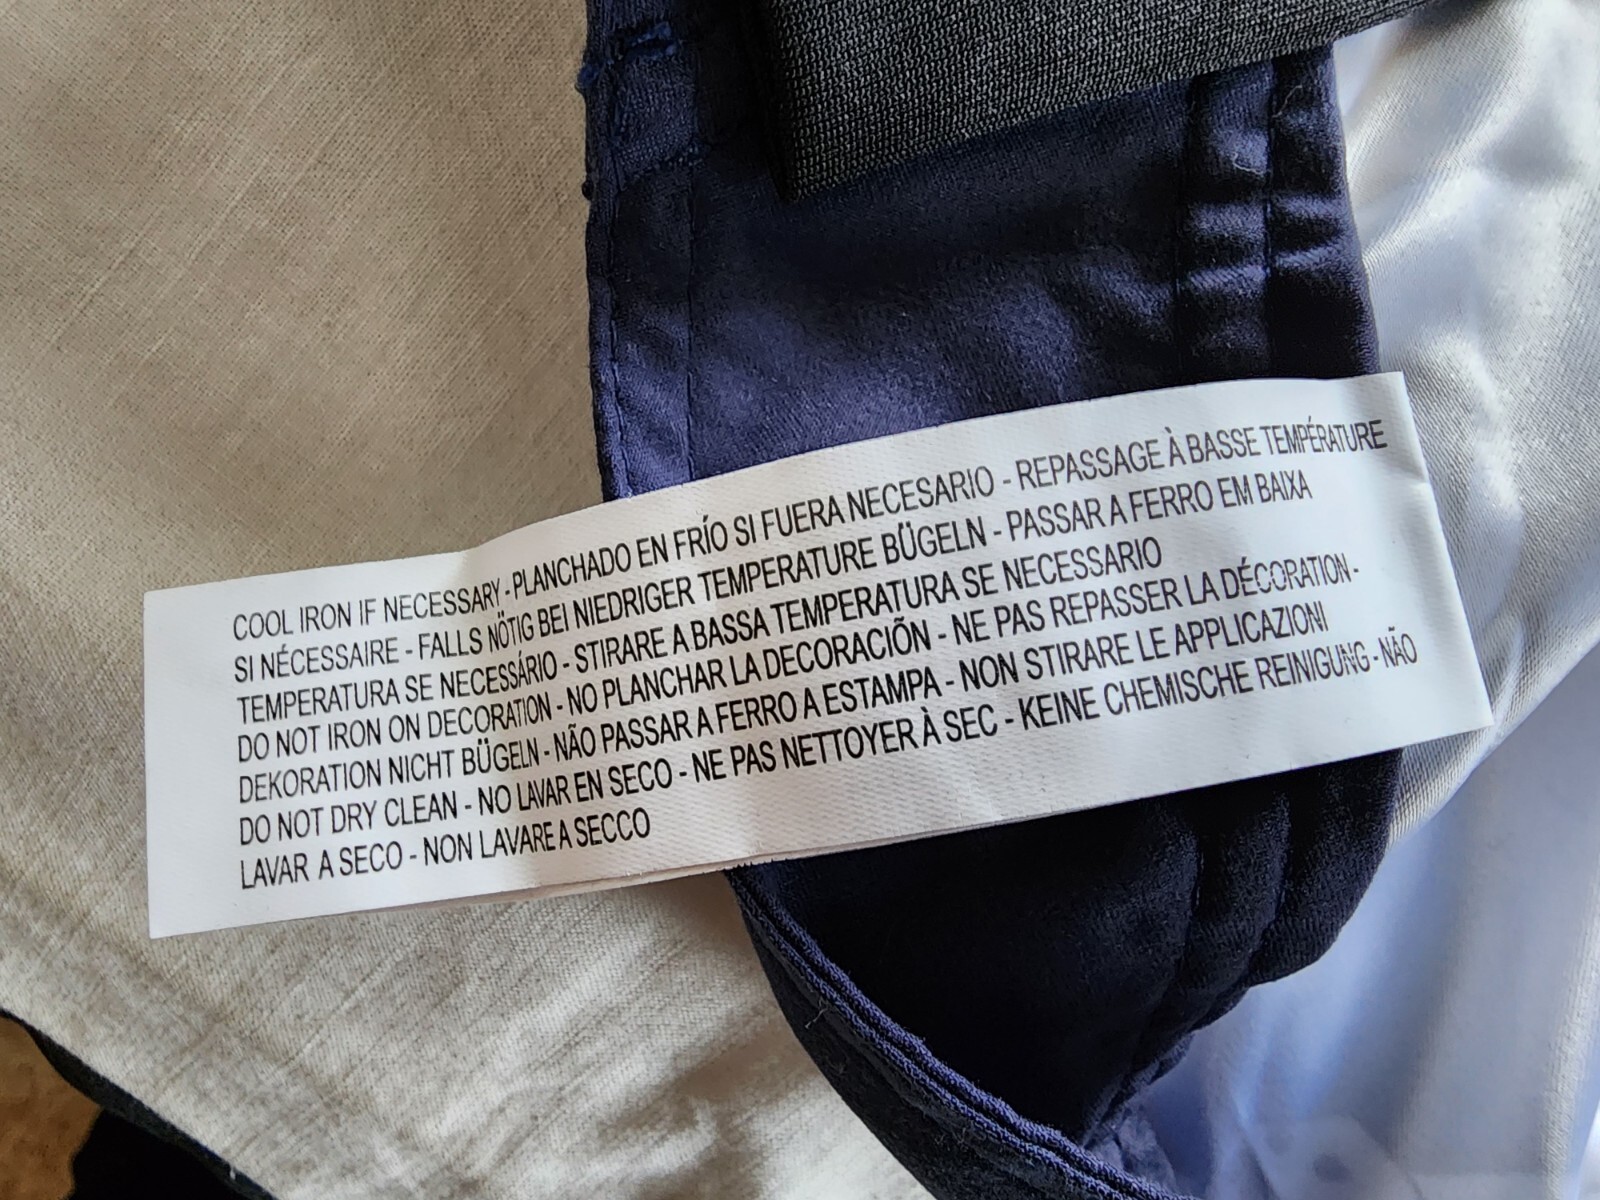 COOL IRON IF NECESSARY - PLANCHADO EN FRÍO SI FUERA NECESARIO - REPASSAGE À BASSE TEMPÉRATURE
SI NÉCESSAIRE - FALLS NÖTIG BEI NIEDRIGER TEMPERATURE BÜGELN - PASSAR A FERRO EM BAIXA
TEMPERATURA SE NECESSÁRIO - STIRARE A BASSA TEMPERATURA SE NECESSARIO
DO NOT IRON ON DECORATION - NO PLANCHAR LA DECORACIÕN - NE PAS REPASSER LA DÉCORATION-
DEKORATION NICHT BÜGELN - NÃO PASSAR A FERRO A ESTAMPA - NON STIRARE LE APPLICAZIONI
DO NOT DRY CLEAN - NO LAVAR EN SECO - NE PAS NETTOYER À SEC - KEINE CHEMISCHE REINIGUNG - NÃO
LAVAR A SECO - NON LAVARE A SECCO